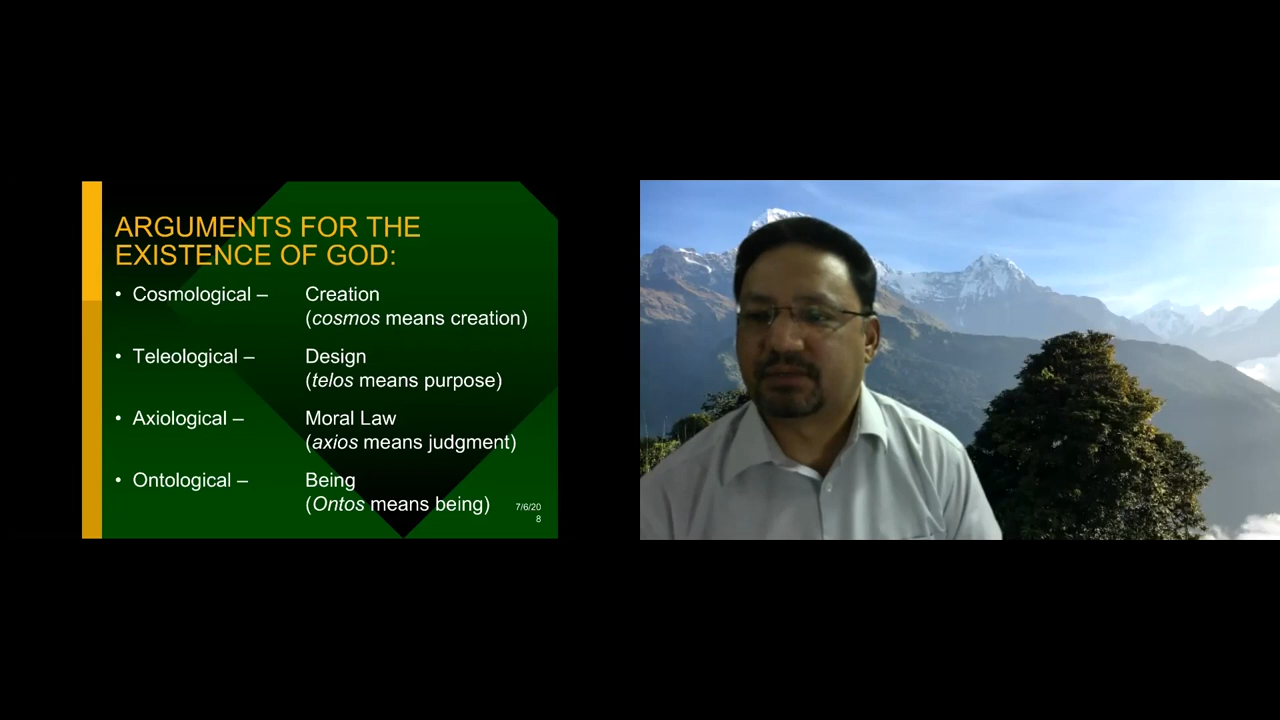 ARGUMENTS FOR THE
EXISTENCE OF GOD:
• Cosmological – Creation
(cosmos means creation)
• Teleological – Design
(telos means purpose)
• Axiological – Moral Law
(axios means judgment)
• Ontological – Being
(Ontos means being)
7/6/20
8